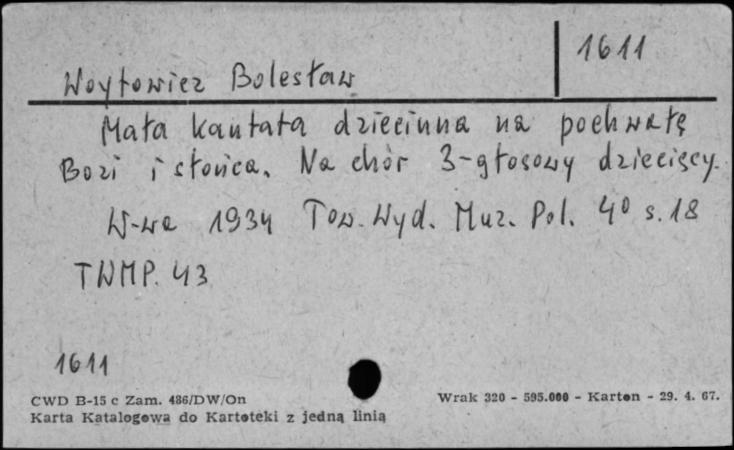 1611
Woytowicz Bolesław
Mała kantata dziecinna na pochwałę
Bozi i słońca. Na chór 3-głosowy dziecięcy.
W-wa 1934 Tow. Wyd. Muz. Pol. 4⁰ s. 18
TWMP. 43
1611
CWD B-15 c Zam. 486/DW/On
Karta Katalogowa do Kartoteki z jedną linią
Wrak 320 - 595.000 - Karton - 29. 4. 67.